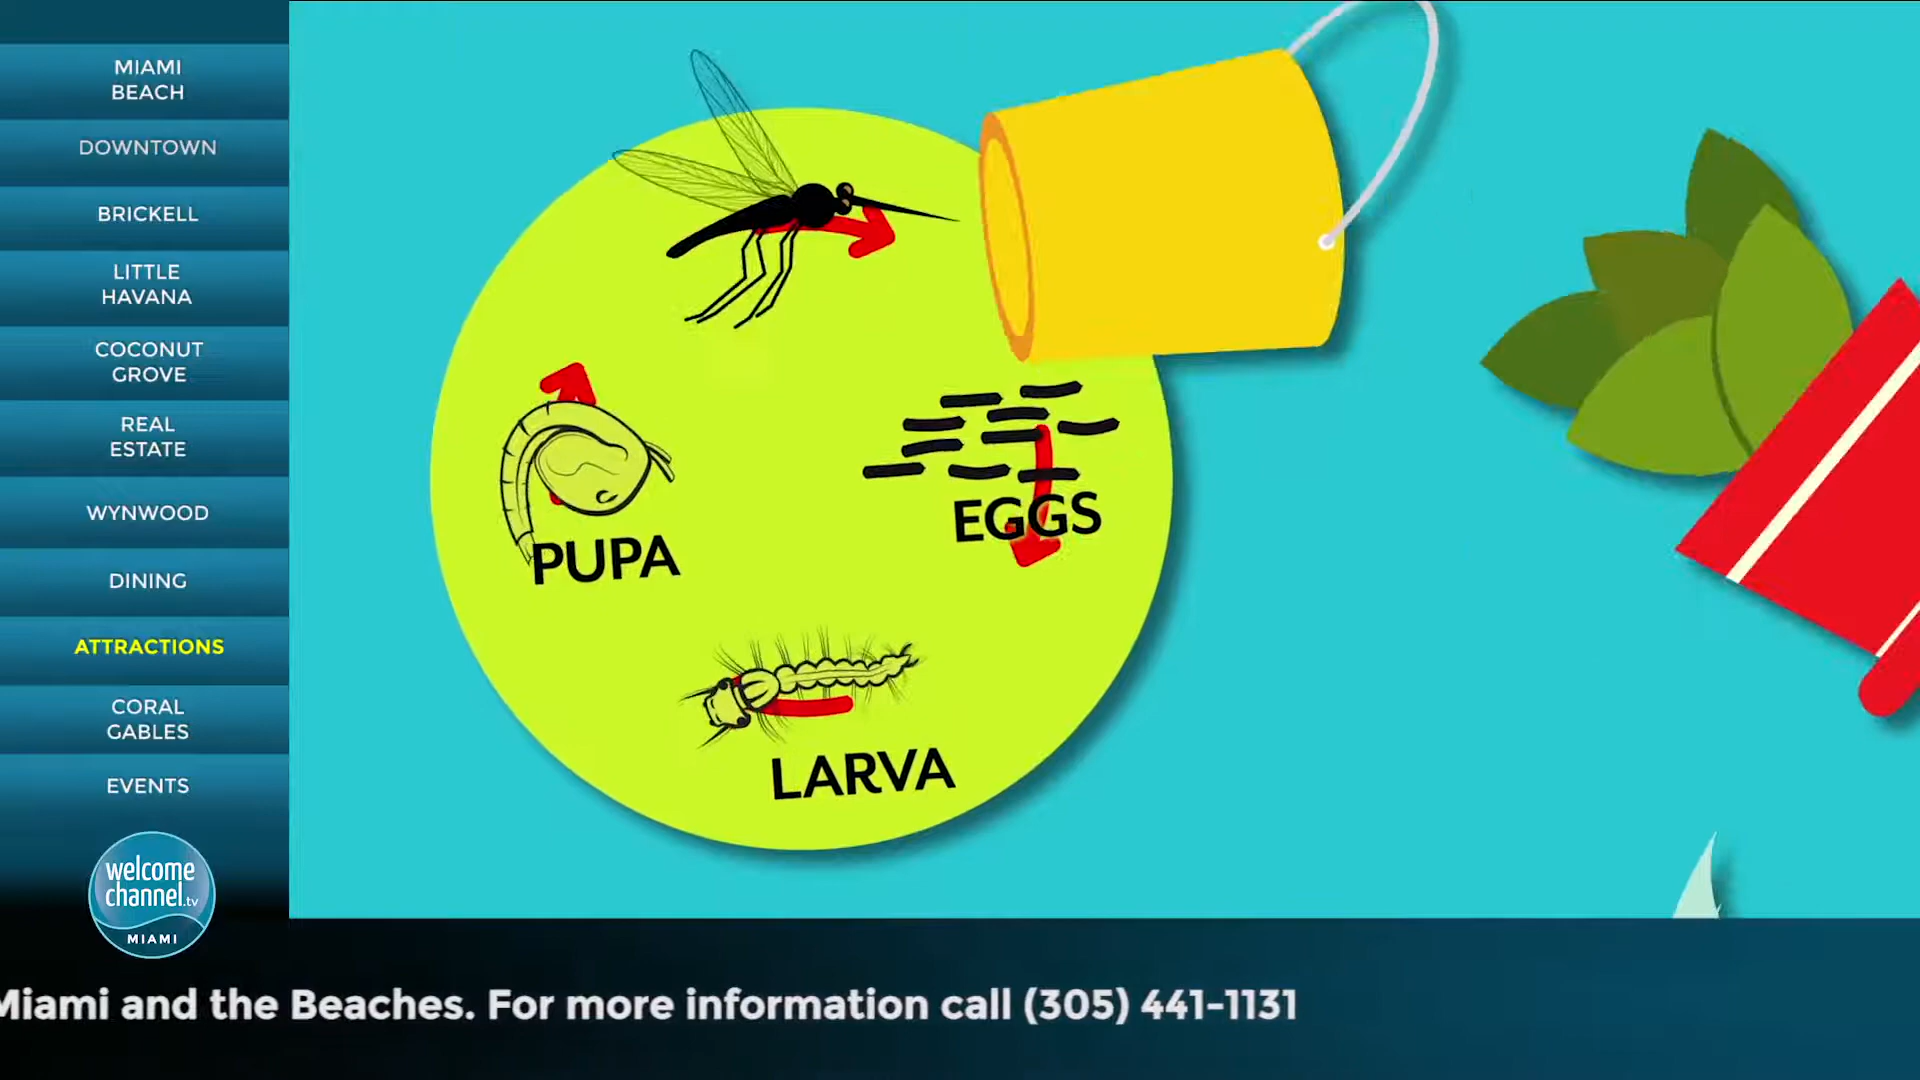 MIAMI
BEACH
DOWNTOWN
BRICKELL
LITTLE
HAVANA
COCONUT
GROVE
REAL
ESTATE
WYNWOOD
DINING
ATTRACTIONS
CORAL
GABLES
EVENTS
welcome
channel.tv
MIAMI
EGGS
PUPA
LARVA
Miami and the Beaches. For more information call (305) 441-1131